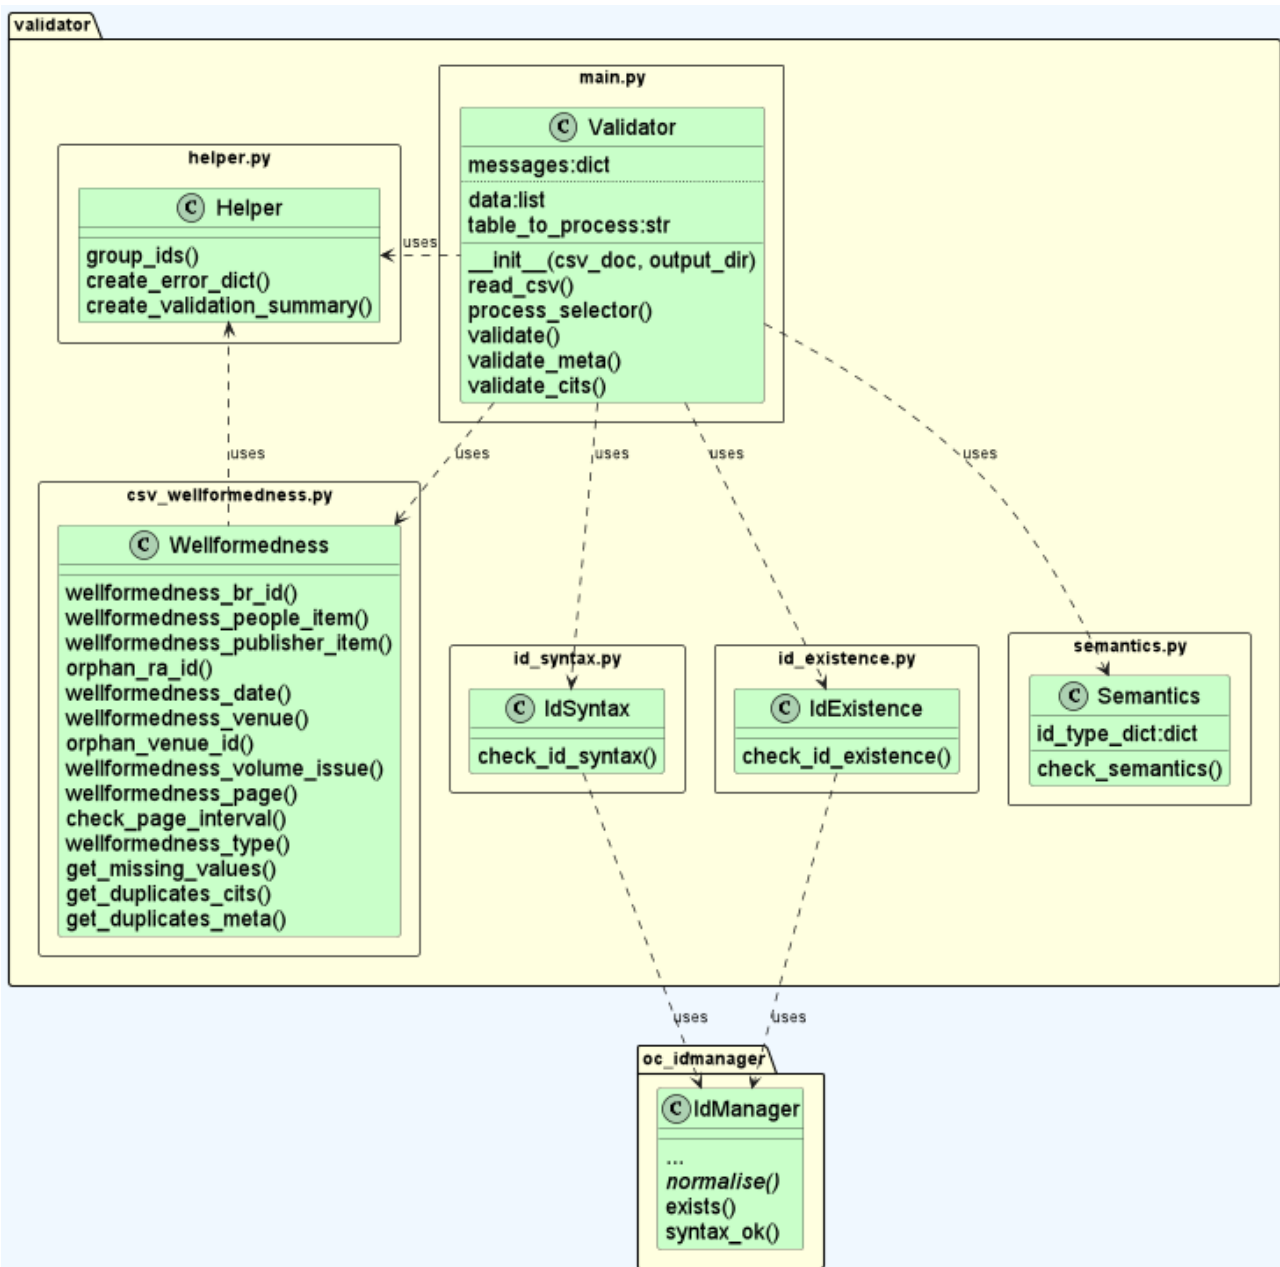 validator
main.py
C Validator
messages:dict
data:list
table_to_process:str
__init__(csv_doc, output_dir)
read_csv()
process_selector()
validate()
validate_meta()
validate_cits()
helper.py
C Helper
group_ids()
create_error_dict()
create_validation_summary()
uses
uses
uses
uses
uses
uses
csv_wellformedness.py
C Wellformedness
wellformedness_br_id()
wellformedness_people_item()
wellformedness_publisher_item()
orphan_ra_id()
wellformedness_date()
wellformedness_venue()
orphan_venue_id()
wellformedness_volume_issue()
wellformedness_page()
check_page_interval()
wellformedness_type()
get_missing_values()
get_duplicates_cits()
get_duplicates_meta()
id_syntax.py
C IdSyntax
check_id_syntax()
id_existence.py
C IdExistence
check_id_existence()
semantics.py
C Semantics
id_type_dict:dict
check_semantics()
uses
uses
oc_idmanager
C IdManager
...
normalise()
exists()
syntax_ok()